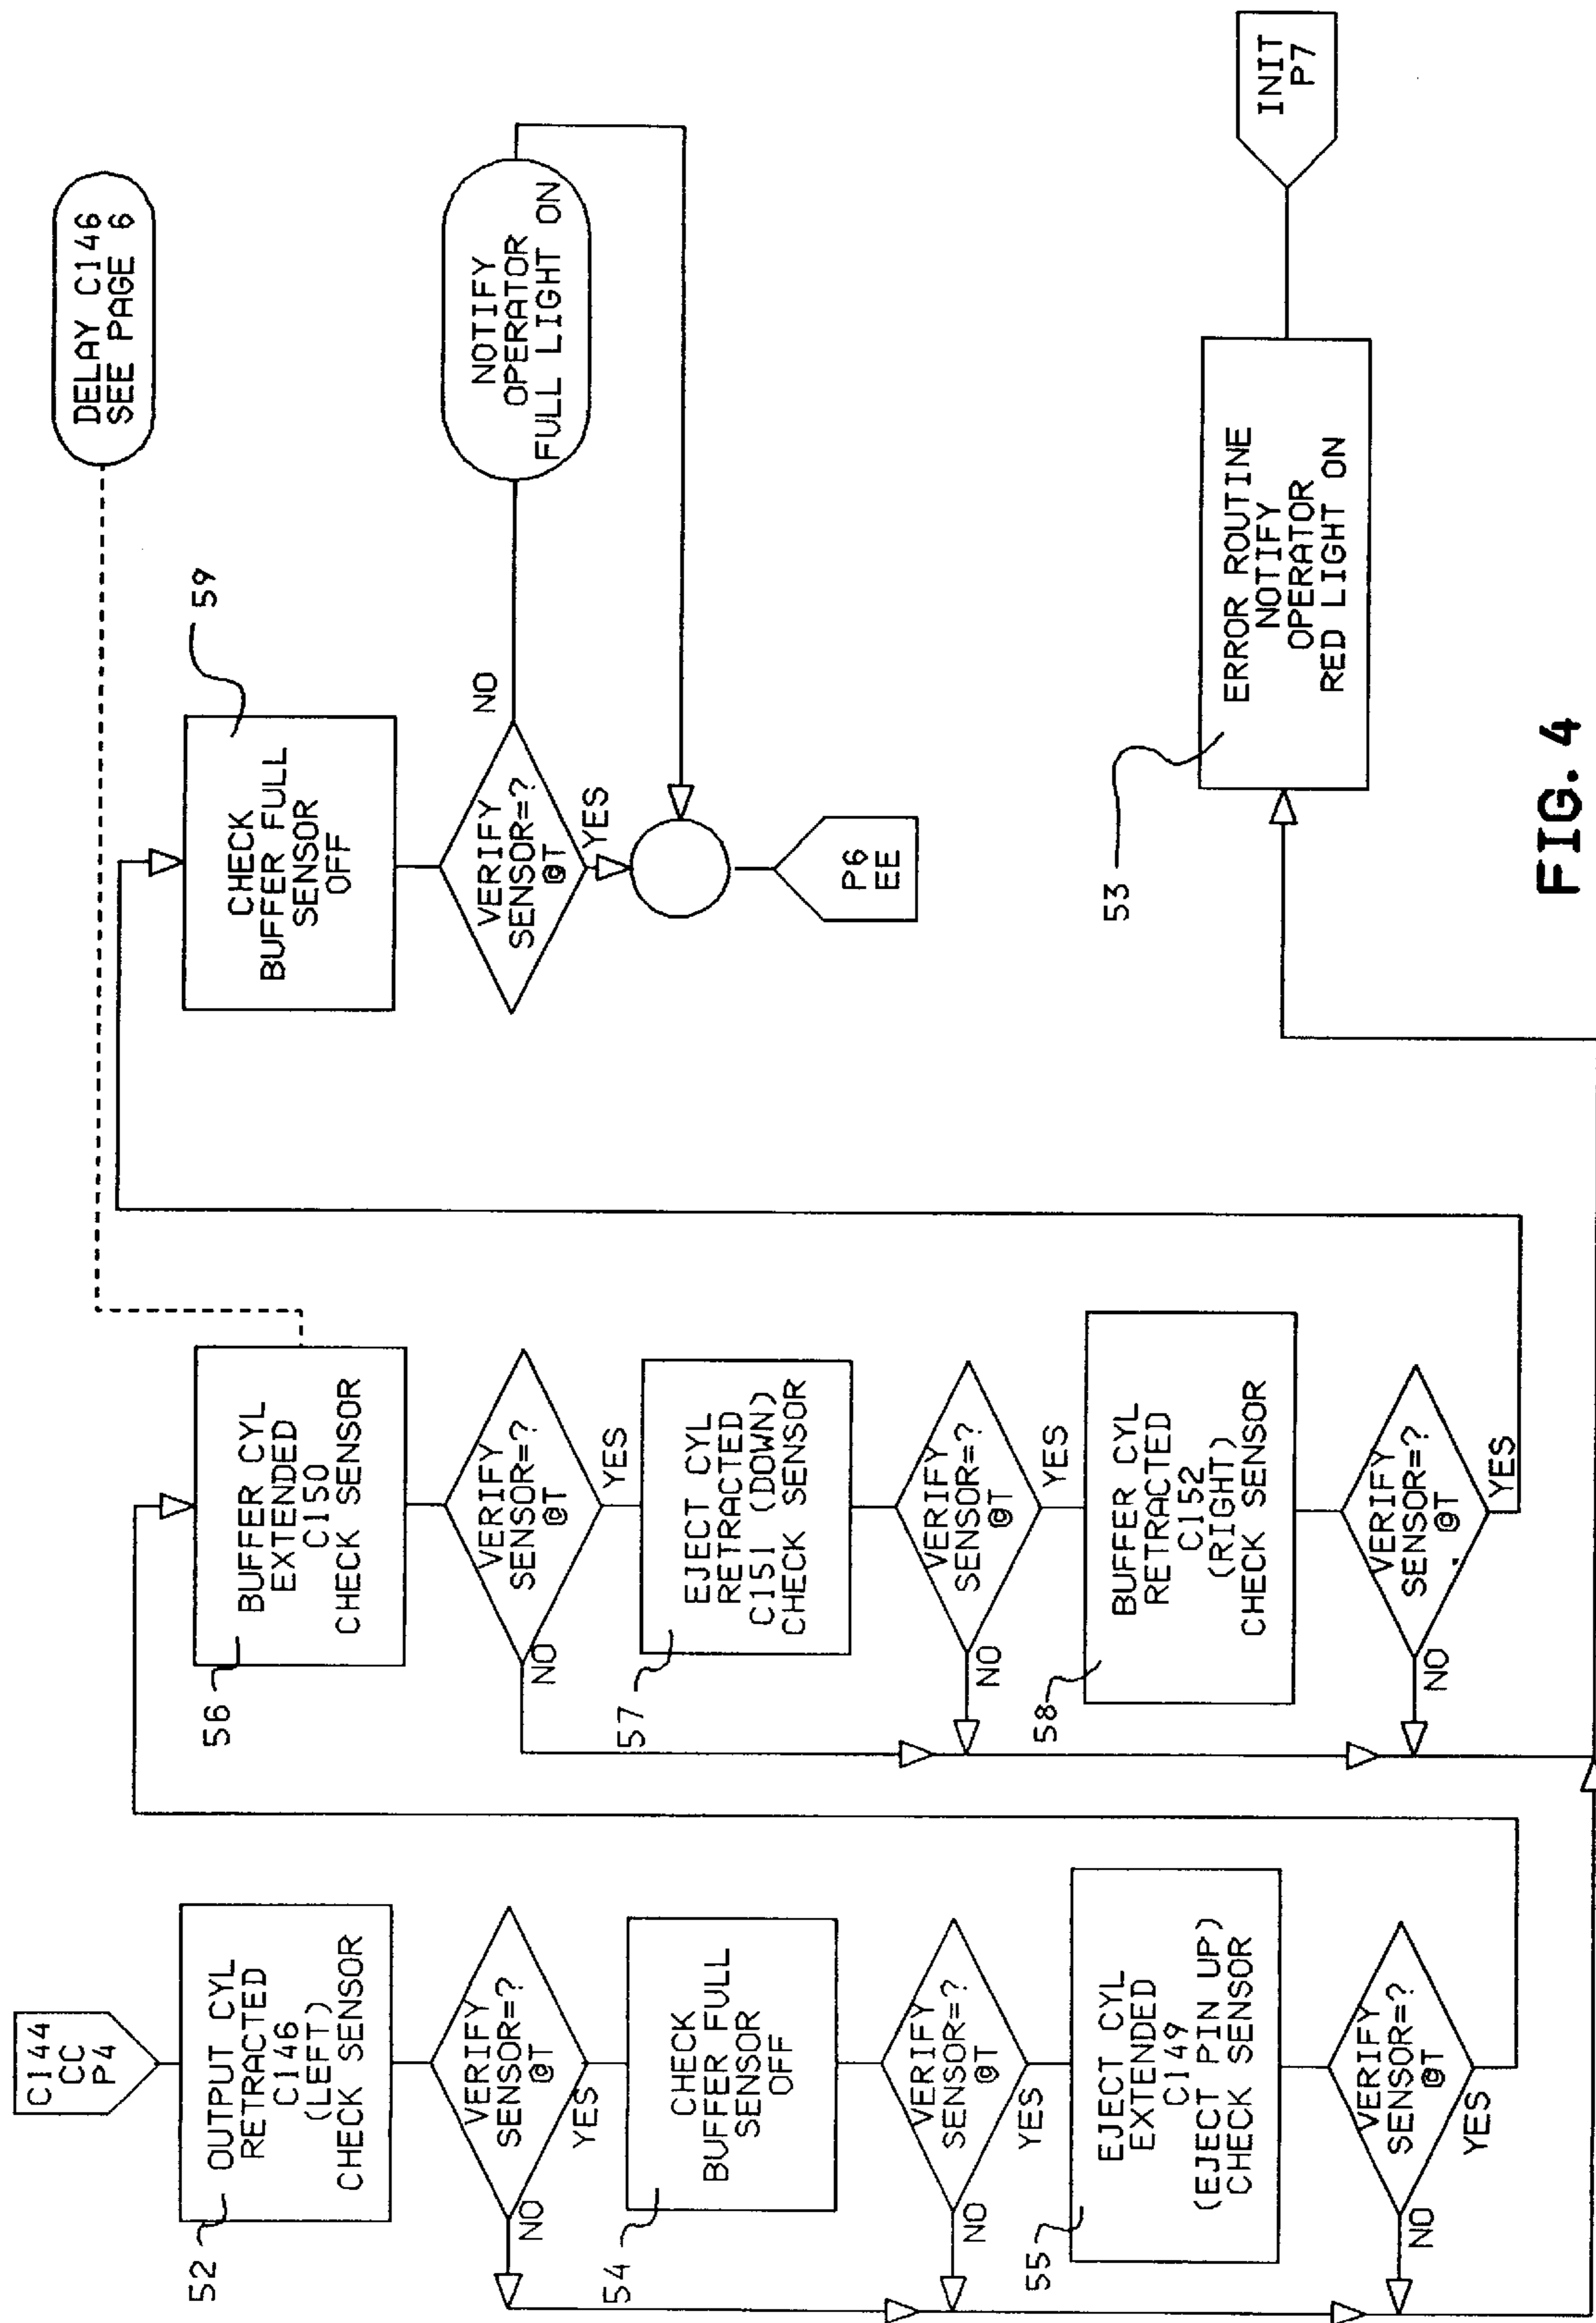 C144
CC
P4
52
OUTPUT CYL
RETRACTED
C146
(LEFT)
CHECK SENSOR
VERIFY
SENSOR=?
@T
NO
YES
54
CHECK
BUFFER FULL
SENSOR
OFF
VERIFY
SENSOR=?
@T
NO
YES
55
EJECT CYL
EXTENDED
C149
(EJECT PIN UP)
CHECK SENSOR
VERIFY
SENSOR=?
@T
NO
YES
56
BUFFER CYL
EXTENDED
C150
CHECK SENSOR
VERIFY
SENSOR=?
@T
NO
YES
57
EJECT CYL
RETRACTED
C151 (DOWN)
CHECK SENSOR
VERIFY
SENSOR=?
@T
NO
YES
58
BUFFER CYL
RETRACTED
C152
(RIGHT)
CHECK SENSOR
VERIFY
SENSOR=?
@T
NO
YES
DELAY C146
SEE PAGE 6
59
CHECK
BUFFER FULL
SENSOR
OFF
VERIFY
SENSOR=?
@T
NO
YES
NOTIFY
OPERATOR
FULL LIGHT ON
P6
EE
53
ERROR ROUTINE
NOTIFY
OPERATOR
RED LIGHT ON
INIT
P7
FIG. 4